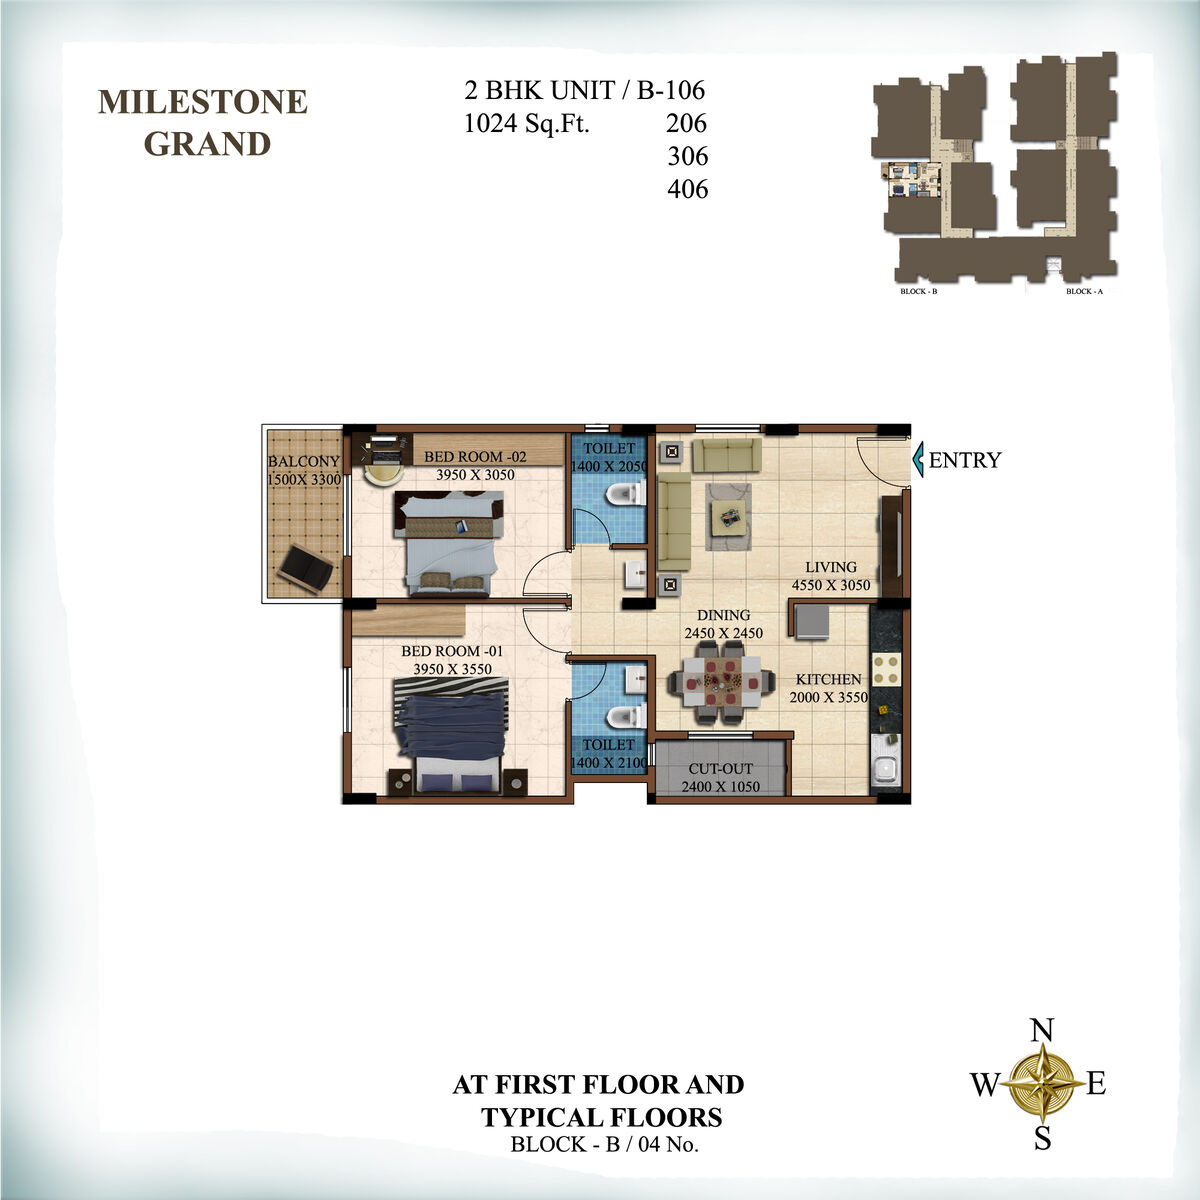 MILESTONE
GRAND
2 BHK UNIT / B-106
1024 Sq.Ft. 206
306
406
BLOCK - B
BLOCK - A
BALCONY
1500X 3300
BED ROOM -02
3950 X 3050
TOILET
1400 X 2050
ENTRY
LIVING
4550 X 3050
DINING
2450 X 2450
BED ROOM -01
3950 X 3550
KITCHEN
2000 X 3550
TOILET
1400 X 2100
CUT-OUT
2400 X 1050
N
W E
S
AT FIRST FLOOR AND
TYPICAL FLOORS
BLOCK - B / 04 No.